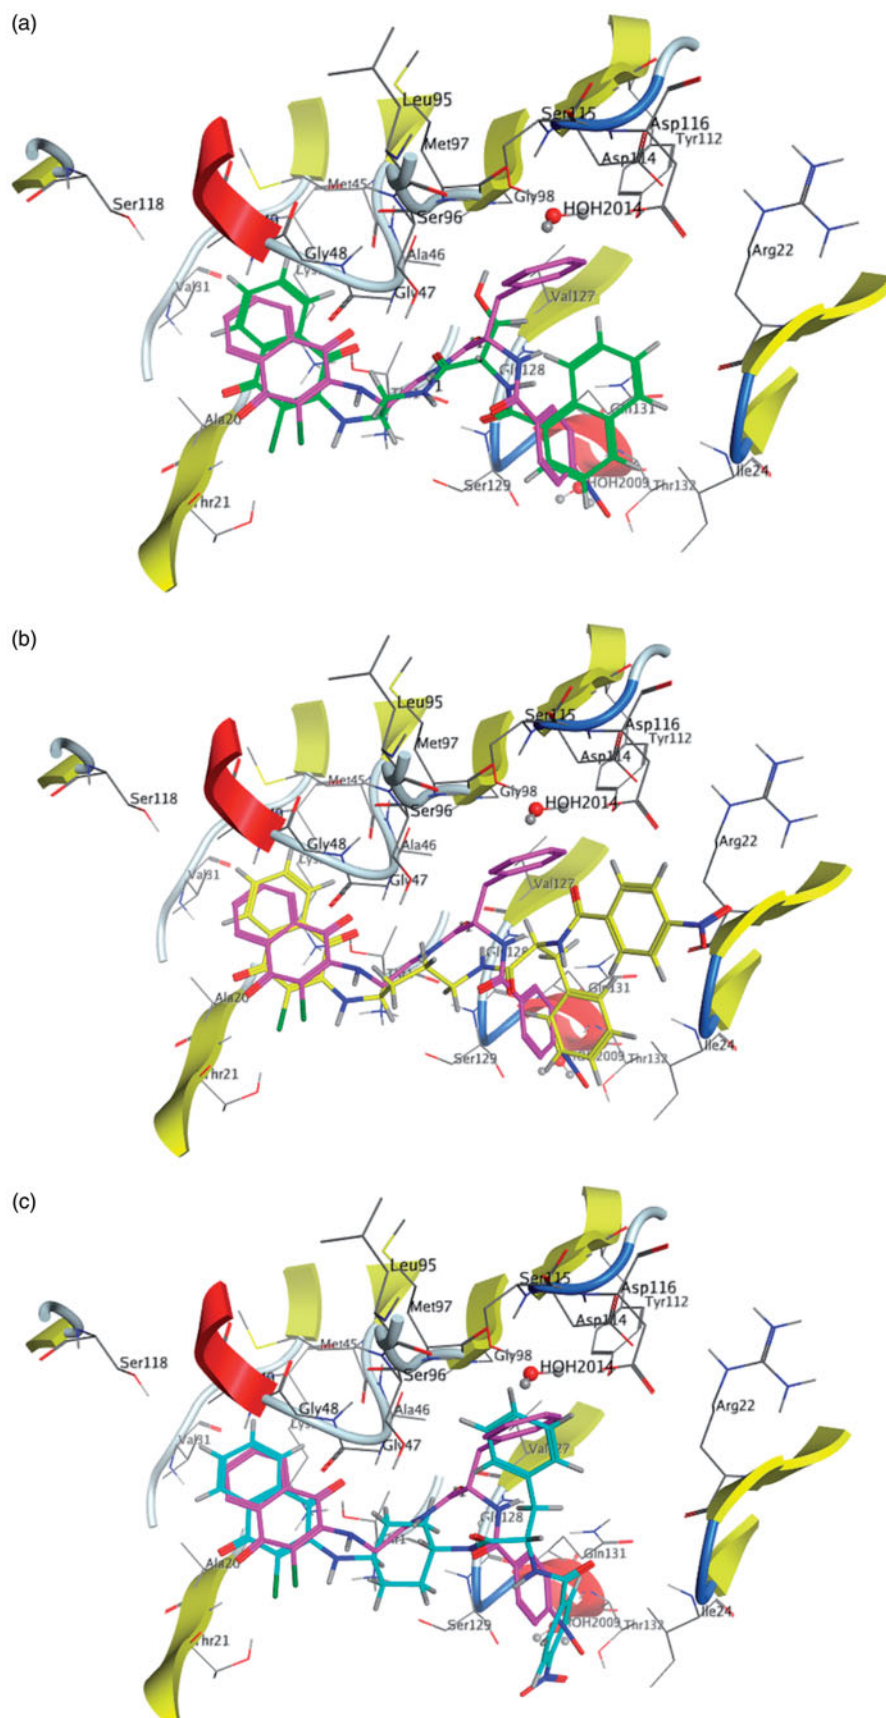 (a)
Leu95
Ser115
Asp116
Met97
Tyr112
Asp114
Met45
Gly98
Ser118
Ser96
HOH2014
Gly48
Ala46
Arg22
Val31
Gly47
Val127
Ala20
Gln131
Ser129
HOH2009
Thr132
Ile24
Thr21
(b)
Leu95
Ser115
Asp116
Met97
Tyr112
Asp114
Met45
Gly98
Ser118
Ser96
HOH2014
Gly48
Ala46
Arg22
Val31
Gly47
Val127
Gln131
Ala20
Ser129
Thr132
Ile24
Thr21
(c)
Leu95
Ser115
Asp116
Met97
Tyr112
Asp114
Met45
Gly98
Ser118
Ser96
HOH2014
Gly48
Ala46
Arg22
Val31
Gly47
Ala20
Gln131
Ser129
Thr132
Ile24
Thr21